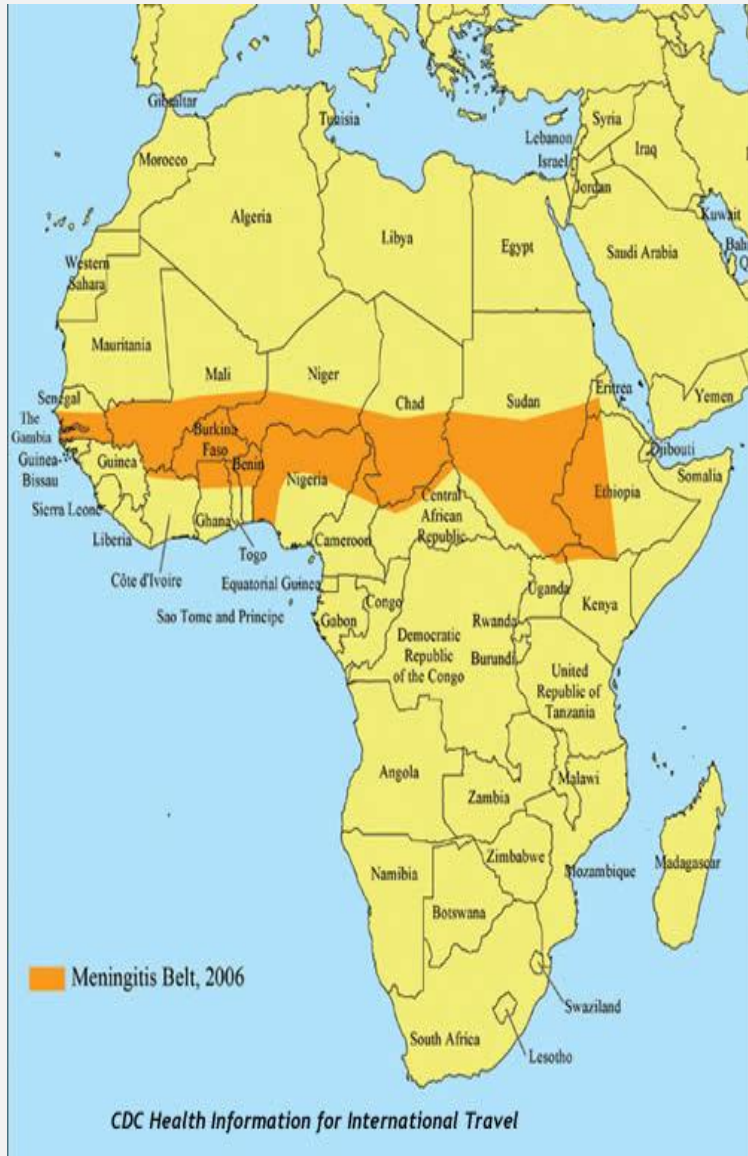 Gibraltar
Tunisia
Morocco
Algeria
Libya
Egypt
Lebanon
Israel
Syria
Iraq
Jordan
Kuwait
Saudi Arabia
Western
Sahara
Mauritania
Mali
Niger
Chad
Sudan
Eritrea
Yemen
Senegal
The
Gambia
Guinea-
Bissau
Guinea
Sierra Leone
Liberia
Burkina
Faso
Benin
Nigeria
Ghana
Togo
Côte d'Ivoire
Cameroon
Central
African
Republic
Ethiopia
Djibouti
Somalia
Equatorial Guinea
Sao Tome and Principe
Gabon
Congo
Democratic
Republic
of the Congo
Uganda
Kenya
Rwanda
Burundi
United
Republic of
Tanzania
Angola
Zambia
Malawi
Namibia
Zimbabwe
Botswana
Mozambique
Madagascar
Meningitis Belt, 2006
Swaziland
South Africa
Lesotho
CDC Health Information for International Travel